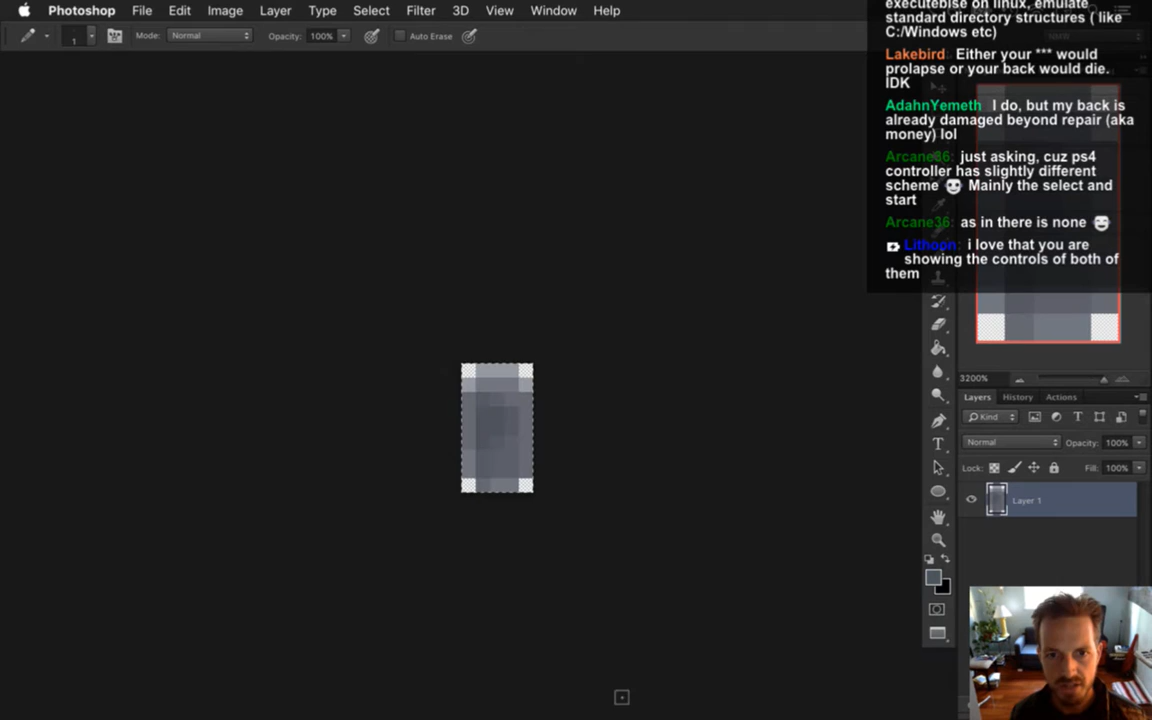 Photoshop File Edit Image Layer Type Select Filter 3D View Window Help
1 Mode: Normal Opacity: 100% Auto Erase
executebise on linux, emulate
standard directory structures ( like
C:/Windows etc)
Lakebird: Either your *** would
prolapse or your back would die.
IDK
AdahnYemeth I do, but my back is
already damaged beyond repair (aka
money) lol
Arcane36: just asking, cuz ps4
controller has slightly different
scheme Mainly the select and
start
Arcane36: as in there is none
Lithoon: i love that you are
showing the controls of both of
them
3200%
Layers History Actions
Kind
Normal Opacity: 100%
Lock: Fill: 100%
Layer 1